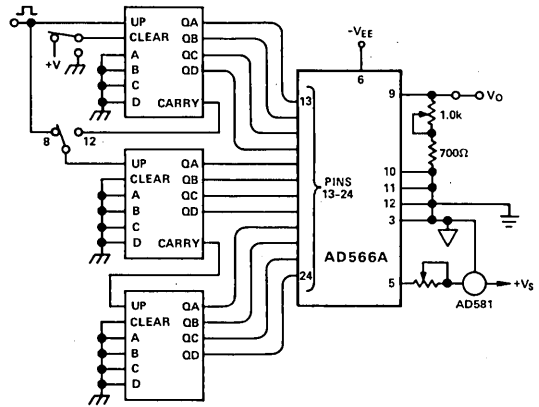 UP QA
CLEAR QB
A QC
B QD
C
D CARRY
+V
8 12
UP QA
CLEAR QB
A QC
B QD
C
D CARRY
UP QA
CLEAR QB
A QC
B QD
C
D
-VEE
6
13
PINS
13-24
24
AD566A
9
10
11
12
3
5
VO
1.0k
700Ω
+VS
AD581